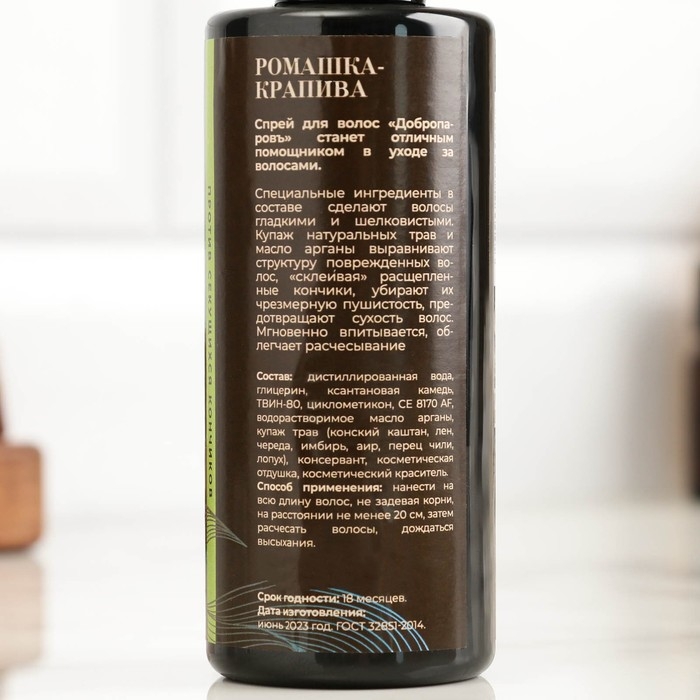 РОМАШКА-
КРАПИВА
Спрей для волос «Добропа-
ровъ» станет отличным
помощником в уходе за
волосами.
Специальные ингредиенты в
составе сделают волосы
гладкими и шелковистыми.
Купаж натуральных трав и
масло арганы выравнивают
структуру поврежденных во-
лос, «склеивая» расщеплен-
ные кончики, убирают их
чрезмерную пушистость, пре-
дотвращают сухость волос.
Мгновенно впитывается, об-
легчает расчесывание
Состав: дистиллированная вода,
глицерин, ксантановая камедь,
ТВИН-80, циклометикон, CE 8170 AF,
водорастворимое масло арганы,
купаж трав (конский каштан, лен,
череда, имбирь, аир, перец чили,
лопух), консервант, косметическая
отдушка, косметический краситель.
Способ применения: нанести на
всю длину волос, не задевая корни,
на расстоянии не менее 20 см, затем
расчесать волосы, дождаться
высыхания.
Срок годности: 18 месяцев.
Дата изготовления:
июнь 2023 год. ГОСТ 32851-2014.
ПРОТИВ СЕКУЩИХСЯ КОНЧИКОВ